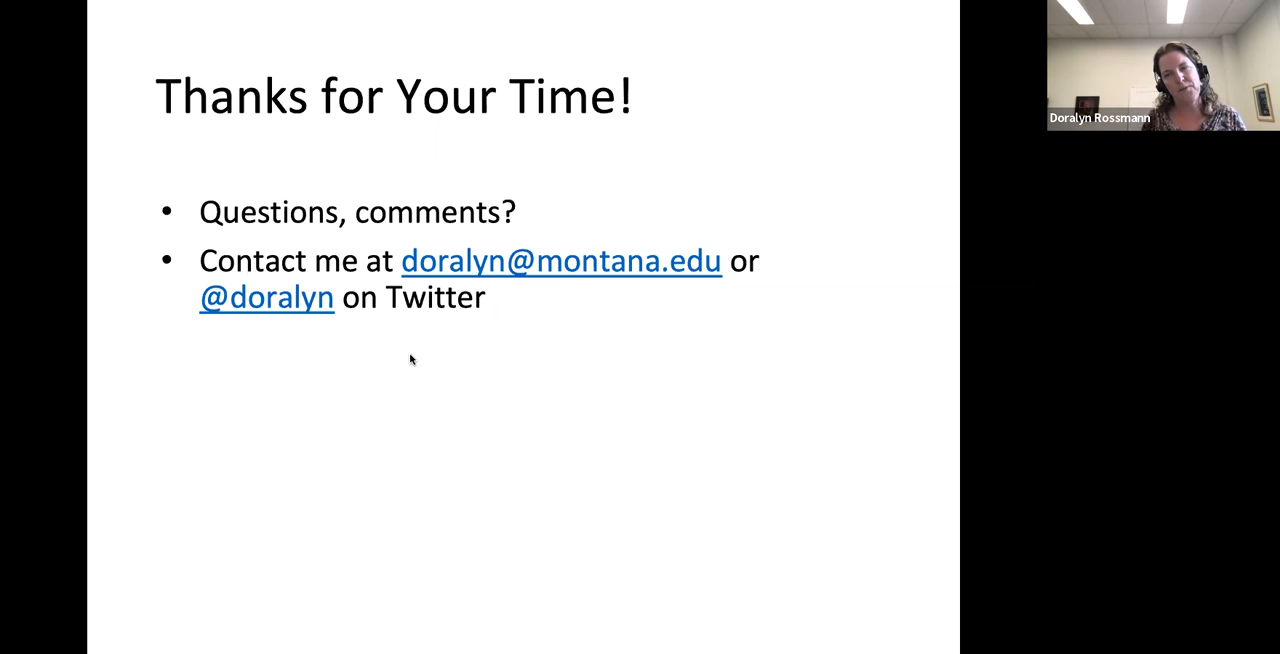 Thanks for Your Time!
• Questions, comments?
• Contact me at doralyn@montana.edu or
@doralyn on Twitter
Doralyn Rossmann